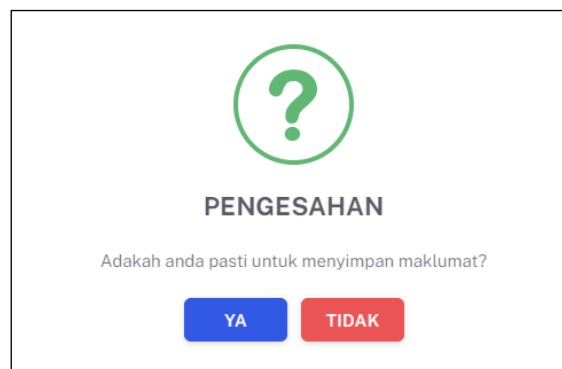 ?
PENGESAHAN
Adakah anda pasti untuk menyimpan maklumat?
YA TIDAK